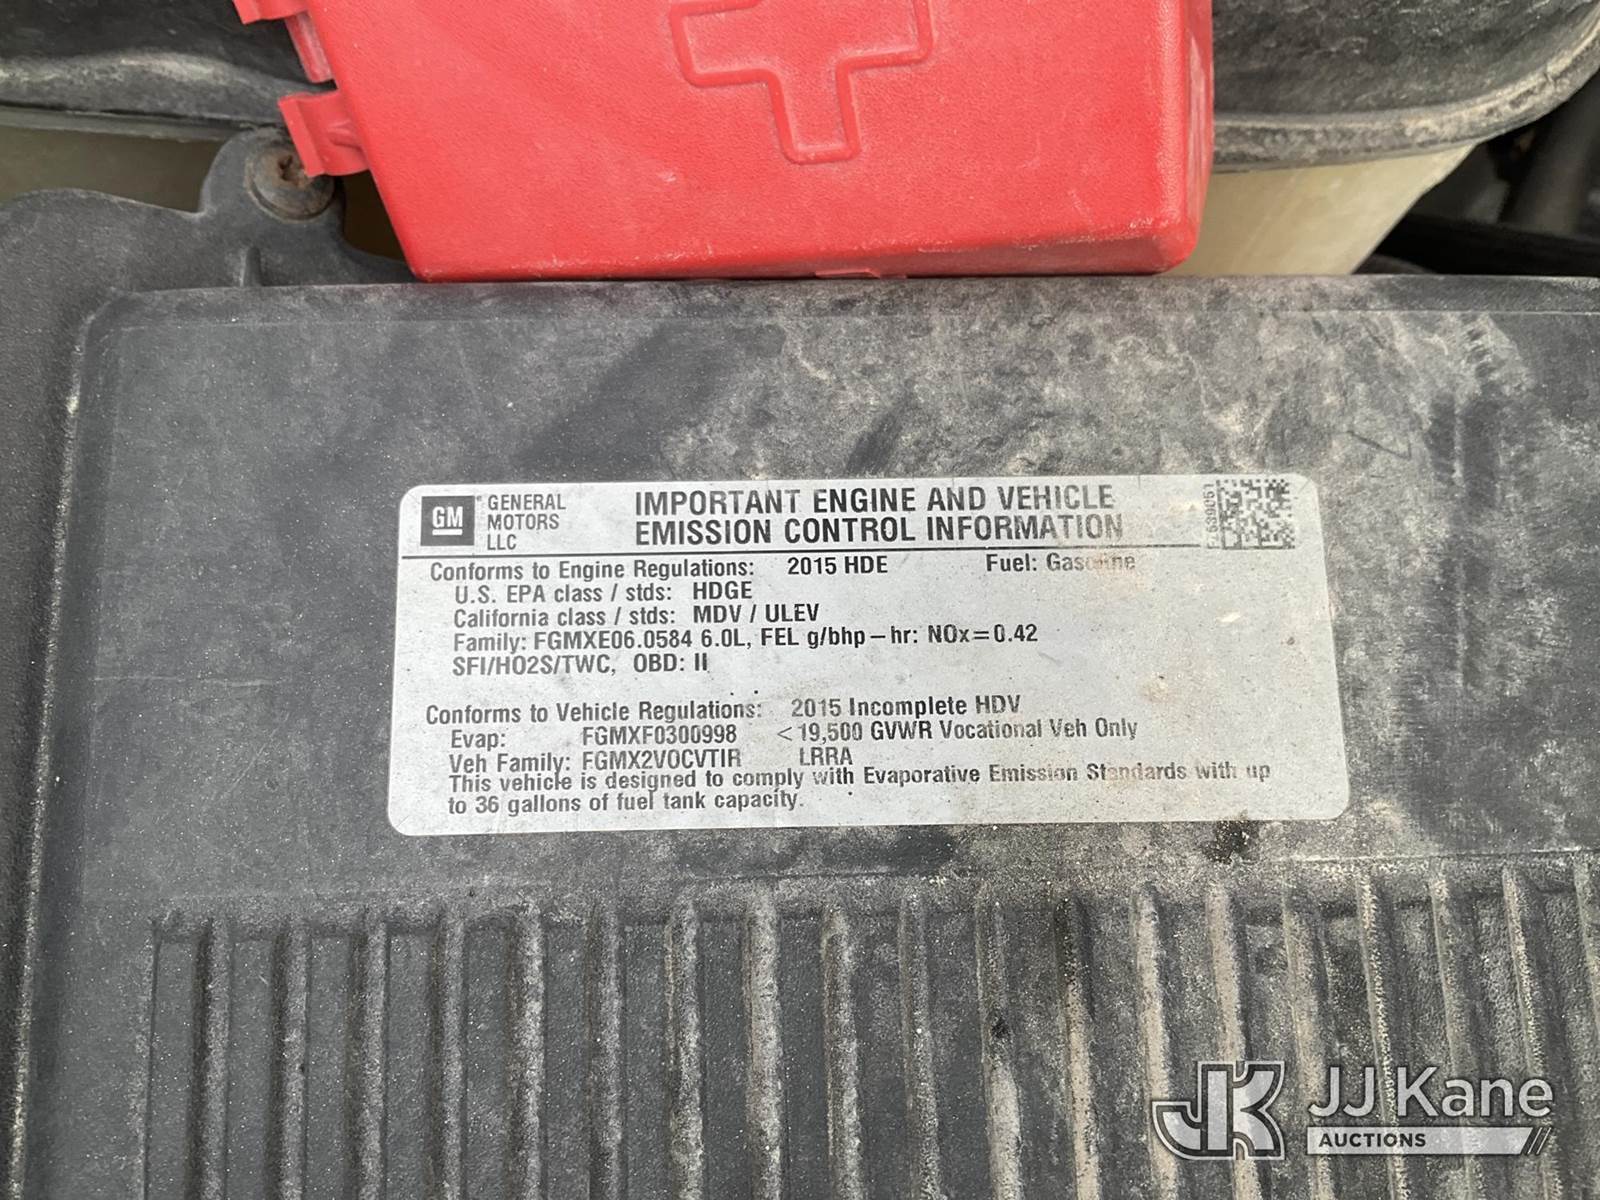 GM
GENERAL
MOTORS
LLC
IMPORTANT ENGINE AND VEHICLE
EMISSION CONTROL INFORMATION
Conforms to Engine Regulations: 2015 HDE Fuel: Gasoline
U.S. EPA class / stds: HDGE
California class / stds: MDV / ULEV
Family: FGMXE06.0584 6.0L, FEL g/bhp-hr: NOx=0.42
SFI/HO2S/TWC, OBD: II
Conforms to Vehicle Regulations: 2015 Incomplete HDV
Evap: FGMXF0300998 <19,500 GVWR Vocational Veh Only
Veh Family: FGMX2VOCVTIR LRRA
This vehicle is designed to comply with Evaporative Emission Standards with up
to 36 gallons of fuel tank capacity.
JK JJ Kane
AUCTIONS